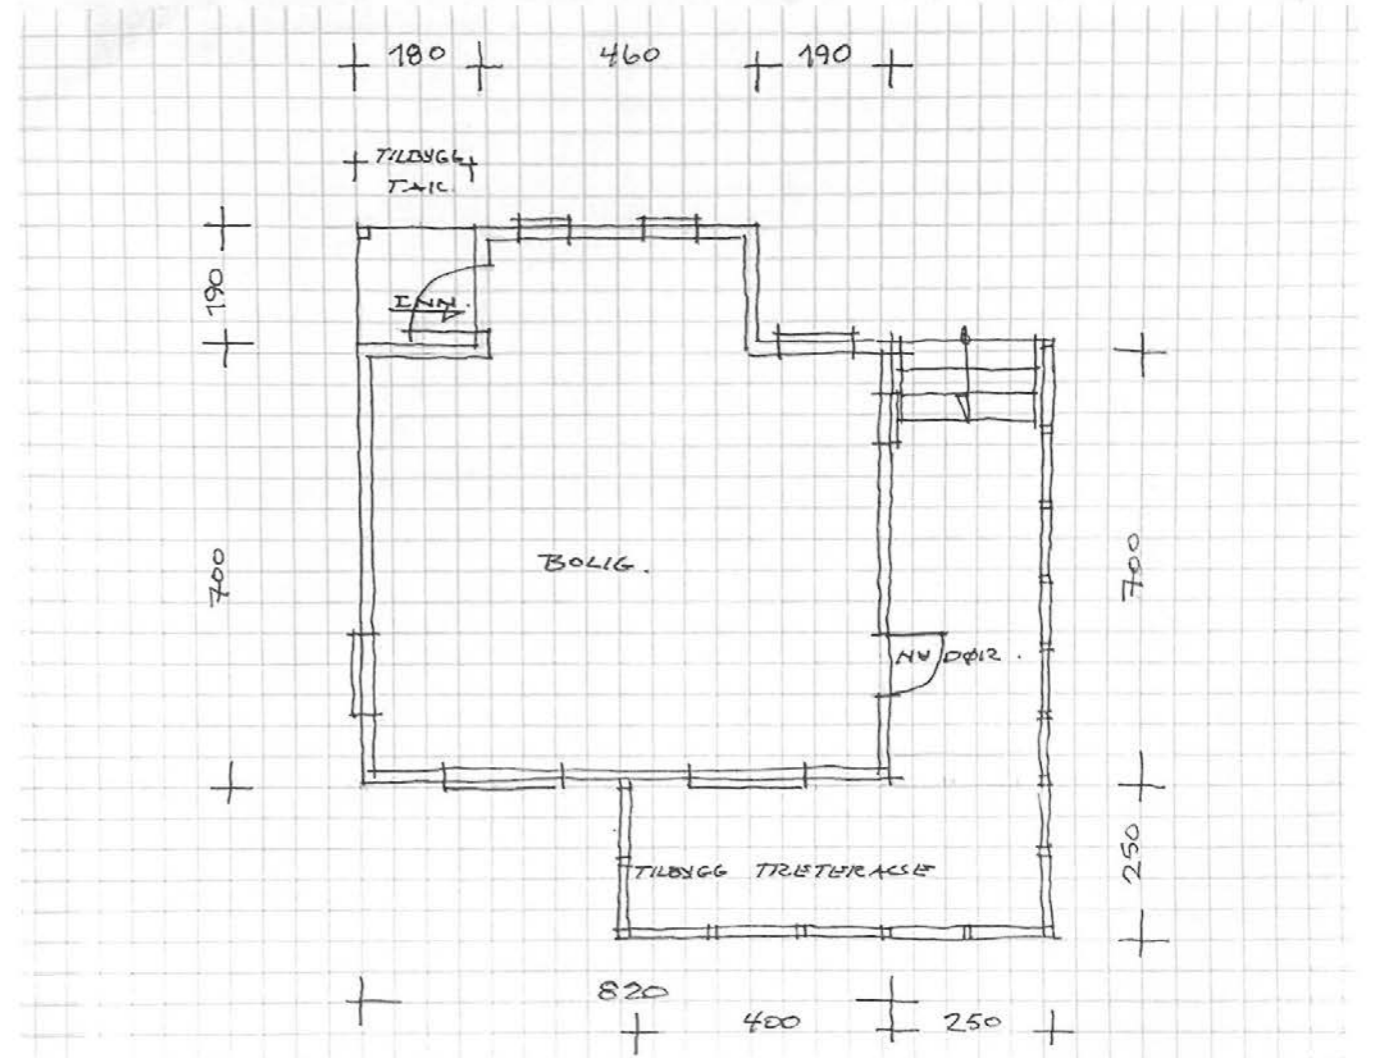 180 460 190
TILBYGG
TAK.
190
INN.
BOLIG.
700
700
NY DØR.
250
TILBYGG TRETERASSE
820
400 250